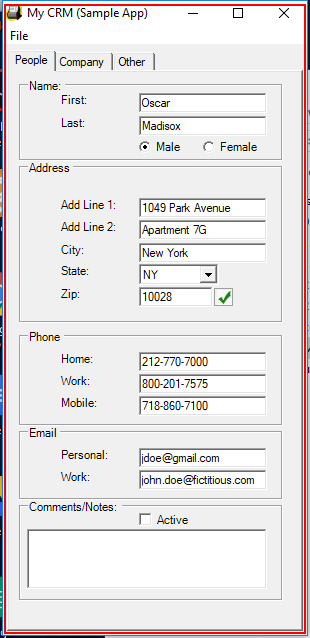 My CRM (Sample App)
File
People Company Other
Name:
First: Oscar
Last: Madisox
Male Female
Address
Add Line 1: 1049 Park Avenue
Add Line 2: Apartment 7G
City: New York
State: NY
Zip: 10028
Phone
Home: 212-770-7000
Work: 800-201-7575
Mobile: 718-860-7100
Email
Personal: jdoe@gmail.com
Work: john.doe@fictitious.com
Comments/Notes:
Active